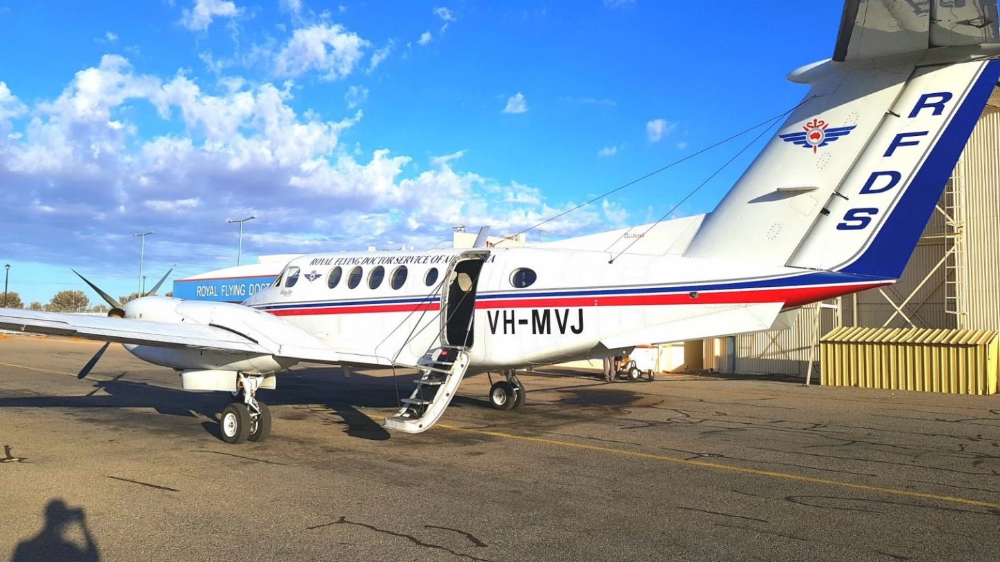 ROYAL FLYING DOCTOR SERVICE OF
ROYAL FLYING DOCT
VH-MVJ
R
F
D
S